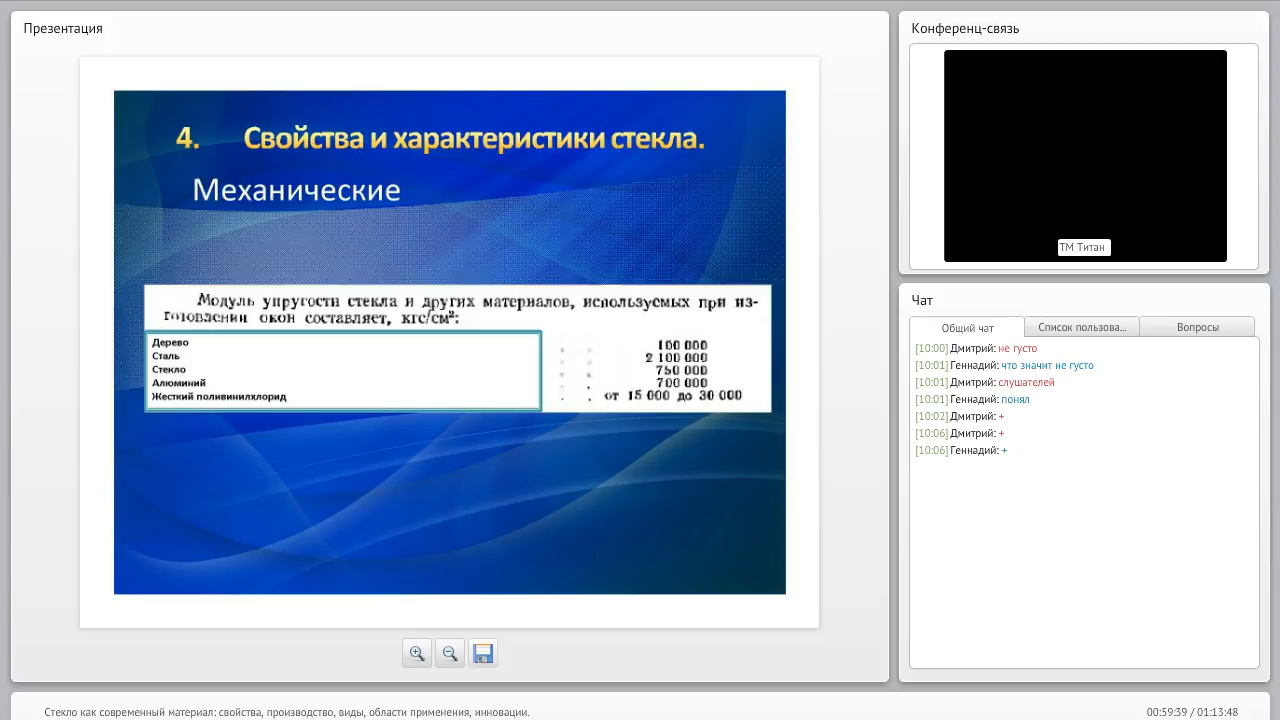 Презентация
4. Свойства и характеристики стекла.
Механические
Модуль упругости стекла и других материалов, используемых при из-
готовлении окон составляет, кгс/см²:
Дерево 100 000
Сталь 2 100 000
Стекло 750 000
Алюминий 700 000
Жесткий поливинилхлорид от 15 000 до 30 000
Конференц-связь
ТМ Титан
Чат
Общий чат Список пользова... Вопросы
[10:00] Дмитрий: не густо
[10:01] Геннадий: что значит не густо
[10:01] Дмитрий: слушателей
[10:01] Геннадий: понял
[10:02] Дмитрий: +
[10:06] Дмитрий: +
[10:06] Геннадий: +
Стекло как современный материал: свойства, производство, виды, области применения, инновации.
00:59:39 / 01:13:48